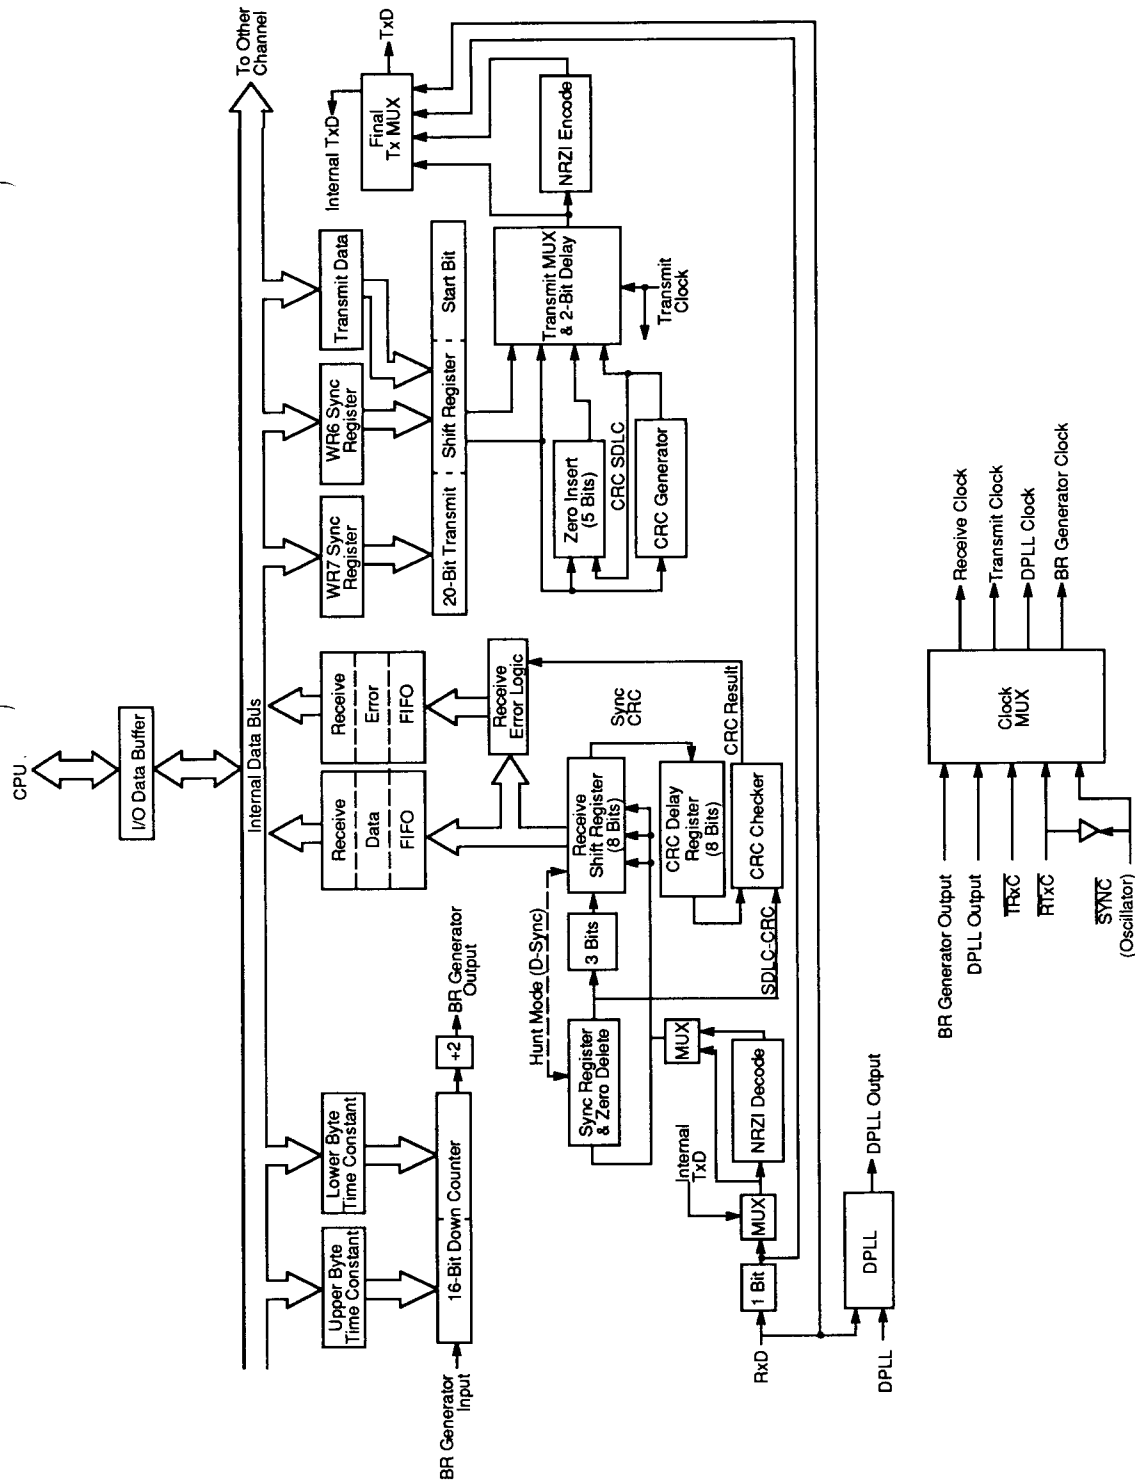 CPU
I/O Data Buffer
To Other
Channel
Internal Data Bus
Upper Byte
Time Constant
Lower Byte
Time Constant
BR Generator
Input
16-Bit Down Counter
÷2
BR Generator
Output
Receive
Data
FIFO
Receive
Error
FIFO
Receive
Error Logic
WR7 Sync
Register
WR6 Sync
Register
Transmit Data
20-Bit Transmit
Shift Register
Start Bit
Internal TxD
Final
Tx MUX
TxD
Transmit MUX
& 2-Bit Delay
NRZI Encode
Transmit
Clock
Zero Insert
(5 Bits)
CRC SDLC
CRC Generator
Hunt Mode (D-Sync)
Sync Register
& Zero Delete
3 Bits
Receive
Shift Register
(8 Bits)
Sync
CRC
CRC Delay
Register
(8 Bits)
CRC Result
CRC Checker
SDLC-CRC
Internal
TxD
MUX
NRZI Decode
RxD
1 Bit
MUX
DPLL
DPLL
DPLL Output
BR Generator Output
DPLL Output
TRxC
RTxC
SYNC
(Oscillator)
Clock
MUX
Receive Clock
Transmit Clock
DPLL Clock
BR Generator Clock